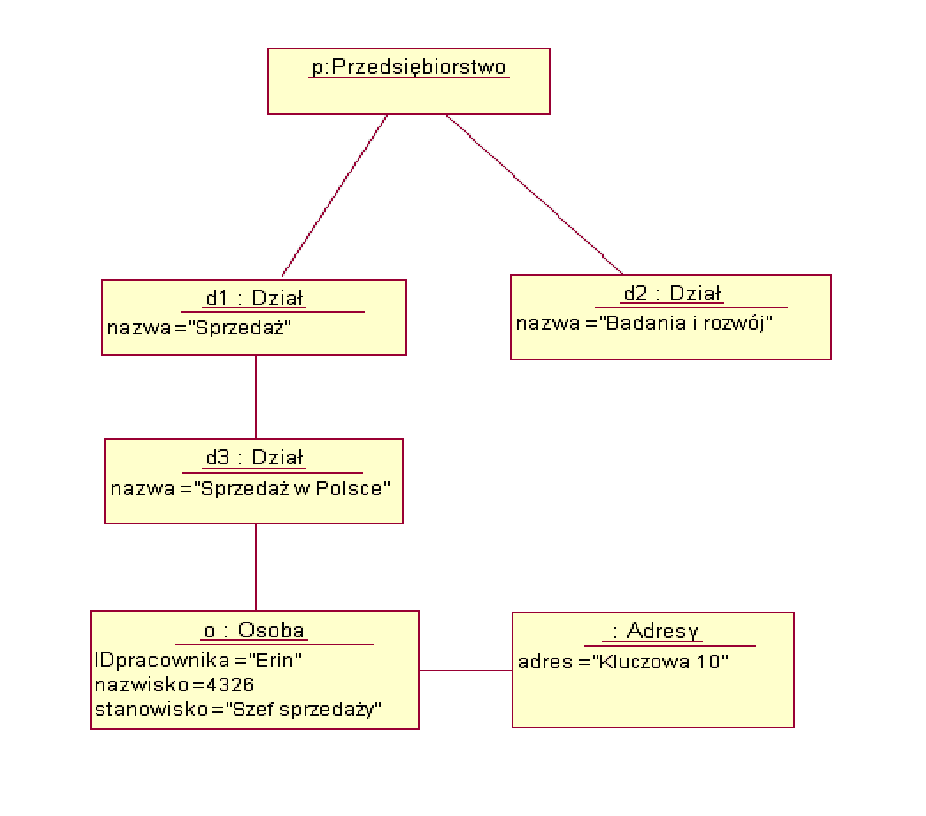 p:Przedsiębiorstwo
d1 : Dział
nazwa="Sprzedaż"
d2 : Dział
nazwa ="Badania i rozwój"
d3 : Dział
nazwa ="Sprzedaż w Polsce"
o : Osoba
IDpracownika ="Erin"
nazwisko=4326
stanowisko="Szef sprzedaży"
: Adresy
adres ="Kluczowa 10"